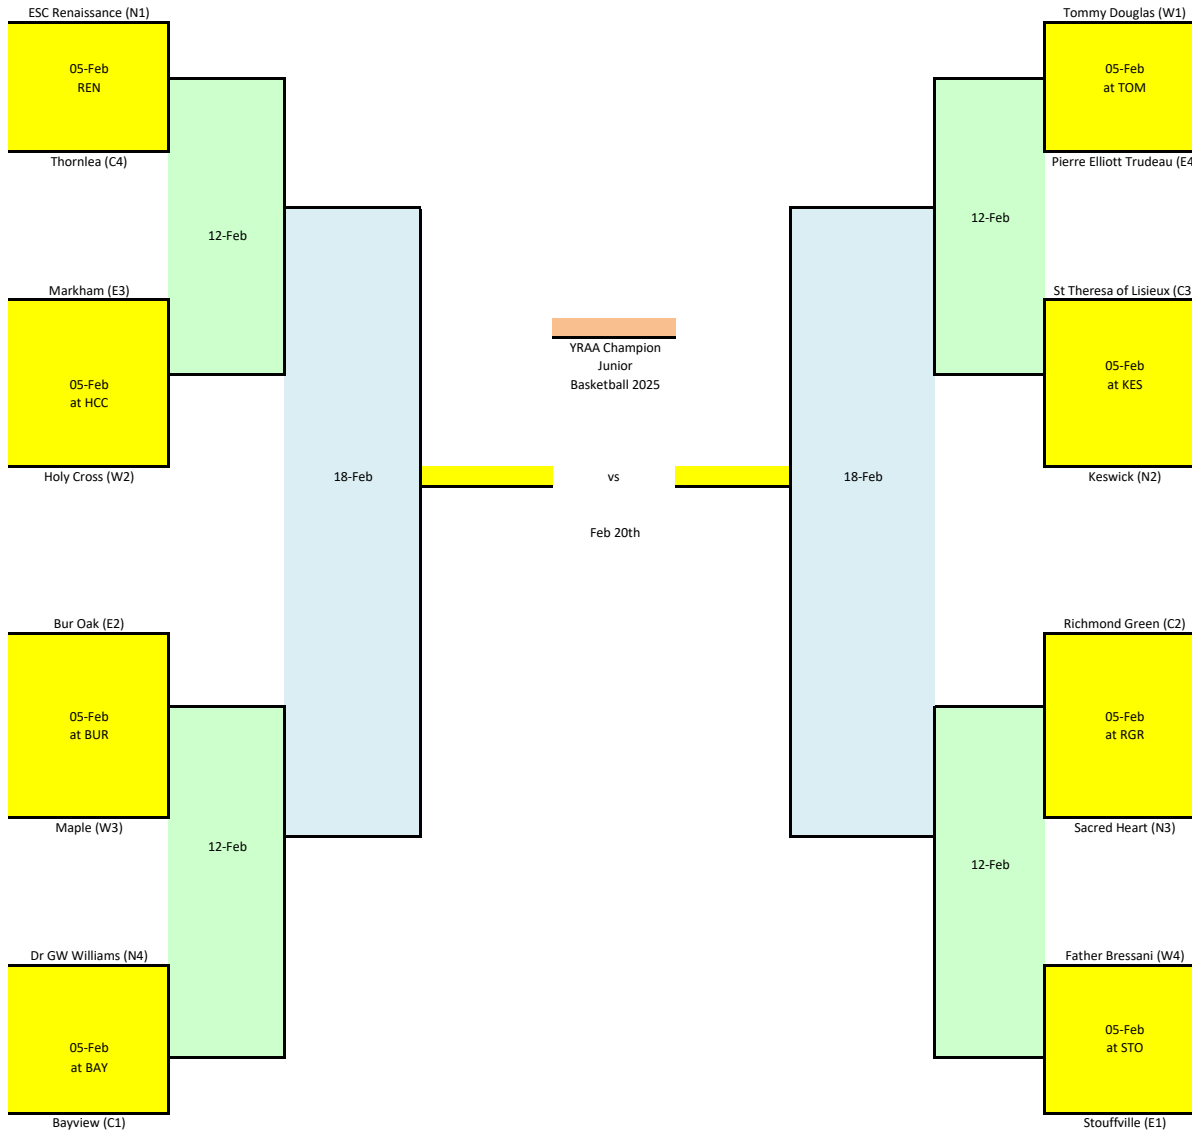 ESC Renaissance (N1)
05-Feb
REN
Thornlea (C4)
12-Feb
Markham (E3)
05-Feb
at HCC
Holy Cross (W2)
18-Feb
Bur Oak (E2)
05-Feb
at BUR
Maple (W3)
12-Feb
Dr GW Williams (N4)
05-Feb
at BAY
Bayview (C1)
YRAA Champion
Junior
Basketball 2025
vs
Feb 20th
Tommy Douglas (W1)
05-Feb
at TOM
Pierre Elliott Trudeau (E4
12-Feb
St Theresa of Lisieux (C3
05-Feb
at KES
Keswick (N2)
18-Feb
Richmond Green (C2)
05-Feb
at RGR
Sacred Heart (N3)
12-Feb
Father Bressani (W4)
05-Feb
at STO
Stouffville (E1)